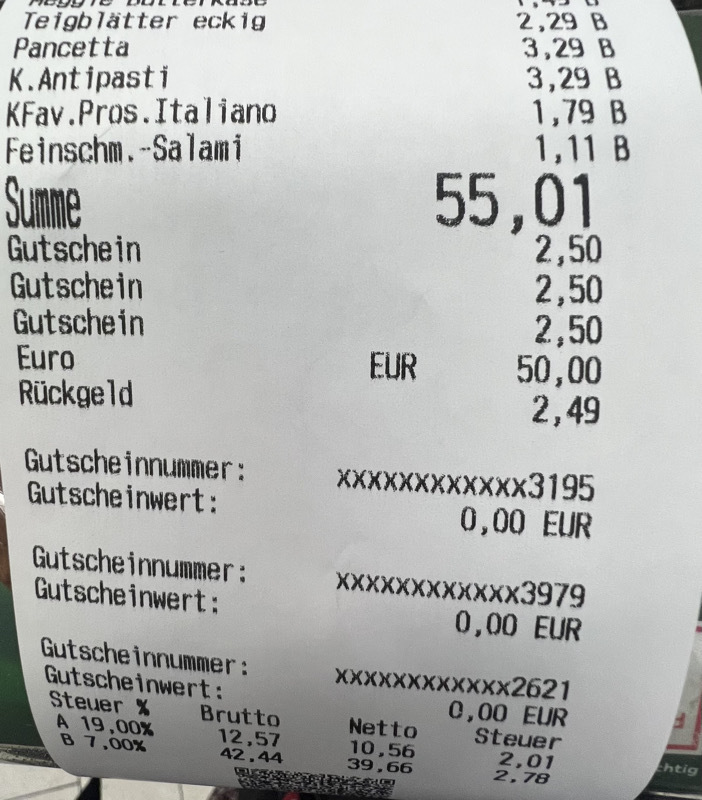 Teigblätter eckig 2,29 B
Pancetta 3,29 B
K.Antipasti 3,29 B
KFav.Pros.Italiano 1,79 B
Feinschm.-Salami 1,11 B
Summe 55,01
Gutschein 2,50
Gutschein 2,50
Gutschein 2,50
Euro EUR 50,00
Rückgeld 2,49
Gutscheinnummer: xxxxxxxxxxxx3195
Gutscheinwert: 0,00 EUR
Gutscheinnummer: xxxxxxxxxxxx3979
Gutscheinwert: 0,00 EUR
Gutscheinnummer: xxxxxxxxxxxx2621
Gutscheinwert: 0,00 EUR
Steuer % Brutto Netto Steuer
A 19,00% 12,57 10,56 2,01
B 7,00% 42,44 39,66 2,78